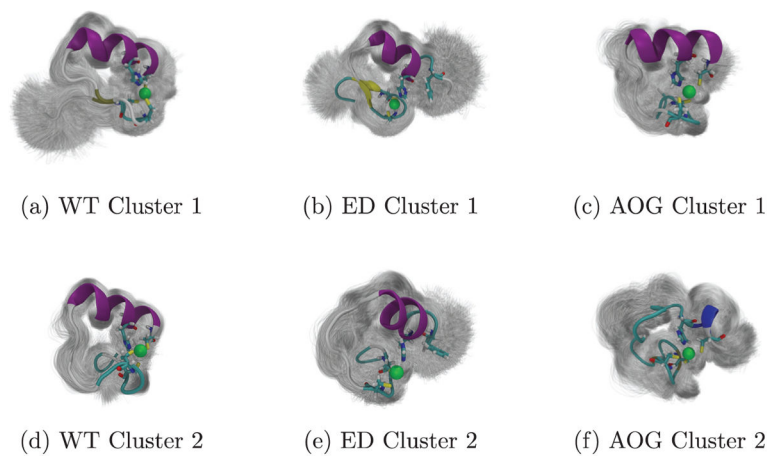 (a) WT Cluster 1
(b) ED Cluster 1
(c) AOG Cluster 1
(d) WT Cluster 2
(e) ED Cluster 2
(f) AOG Cluster 2